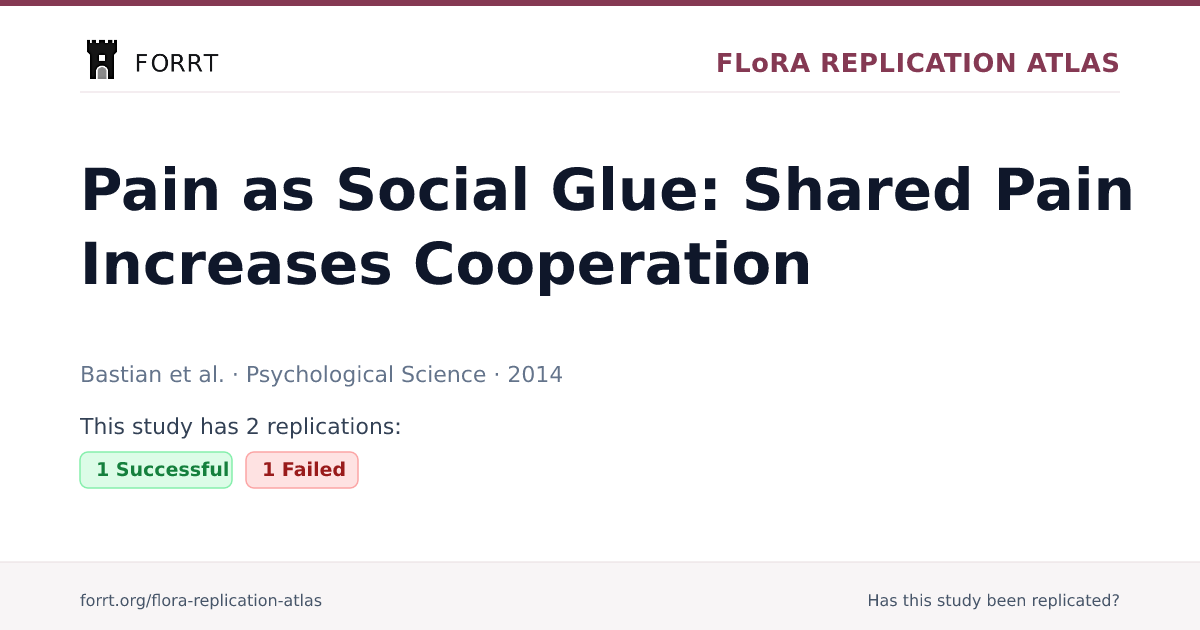 FORRT
FLoRA REPLICATION ATLAS
Pain as Social Glue: Shared Pain
Increases Cooperation
Bastian et al. · Psychological Science · 2014
This study has 2 replications:
1 Successful
1 Failed
forrt.org/flora-replication-atlas
Has this study been replicated?